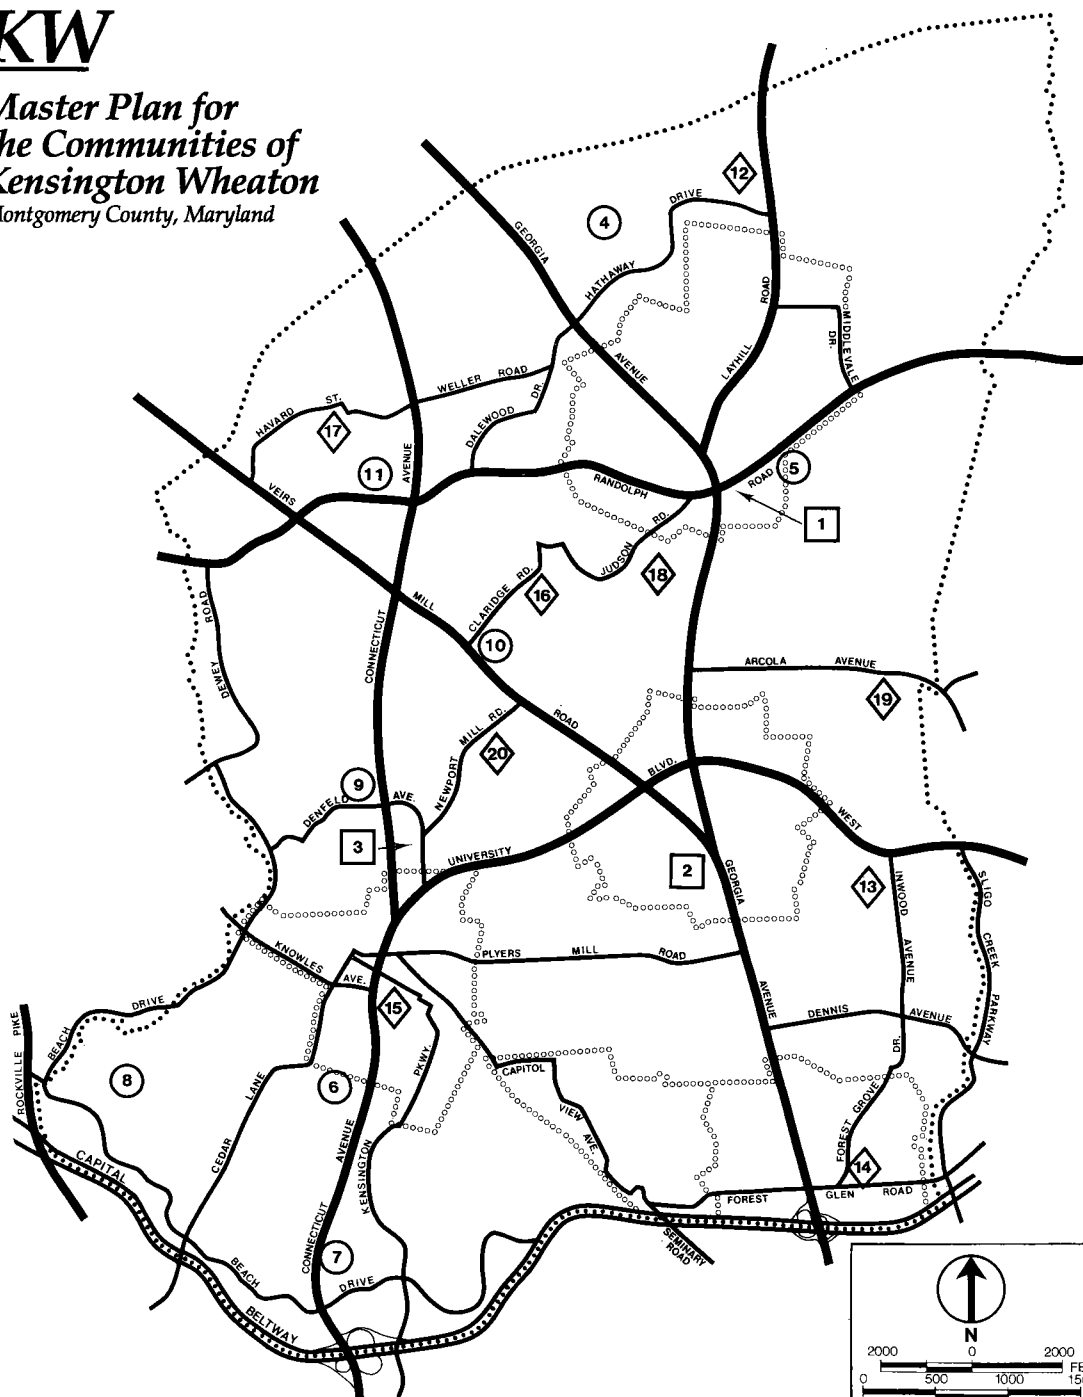 KW
Master Plan for
the Communities of
Kensington Wheaton
Montgomery County, Maryland
12
DRIVE
4
GEORGIA
HATHAWAY
ROAD
MIDDLEVALE
DR.
LAYHILL
AVENUE
WELLER ROAD
DR.
DALEWOOD
HAVARD ST.
17
11
AVENUE
5
ROAD
RANDOLPH
VEIRS
1
RD.
JUDSON
18
CLARIDGE RD.
16
MILL
10
DEWEY ROAD
CONNECTICUT
ARCOLA AVENUE
19
ROAD
NEWPORT MILL RD.
20
BLVD.
9
DENFELD AVE.
WEST
3
UNIVERSITY
2
GEORGIA
13
INWOOD
AVENUE
SLIGO
CREEK
PARKWAY
KNOWLES
AVE.
PLYERS MILL ROAD
15
AVENUE
DENNIS AVENUE
DRIVE
BEACH
ROCKVILLE PIKE
8
6
CEDAR LANE
PKWY.
KENSINGTON
AVENUE
CONNECTICUT
CAPITOL
VIEW
AVE.
DR.
FOREST GROVE
14
FOREST GLEN ROAD
CAPITAL
SEMINARY
ROAD
7
BEACH
DRIVE
BELTWAY
N
2000 0 2000
0 500 1000